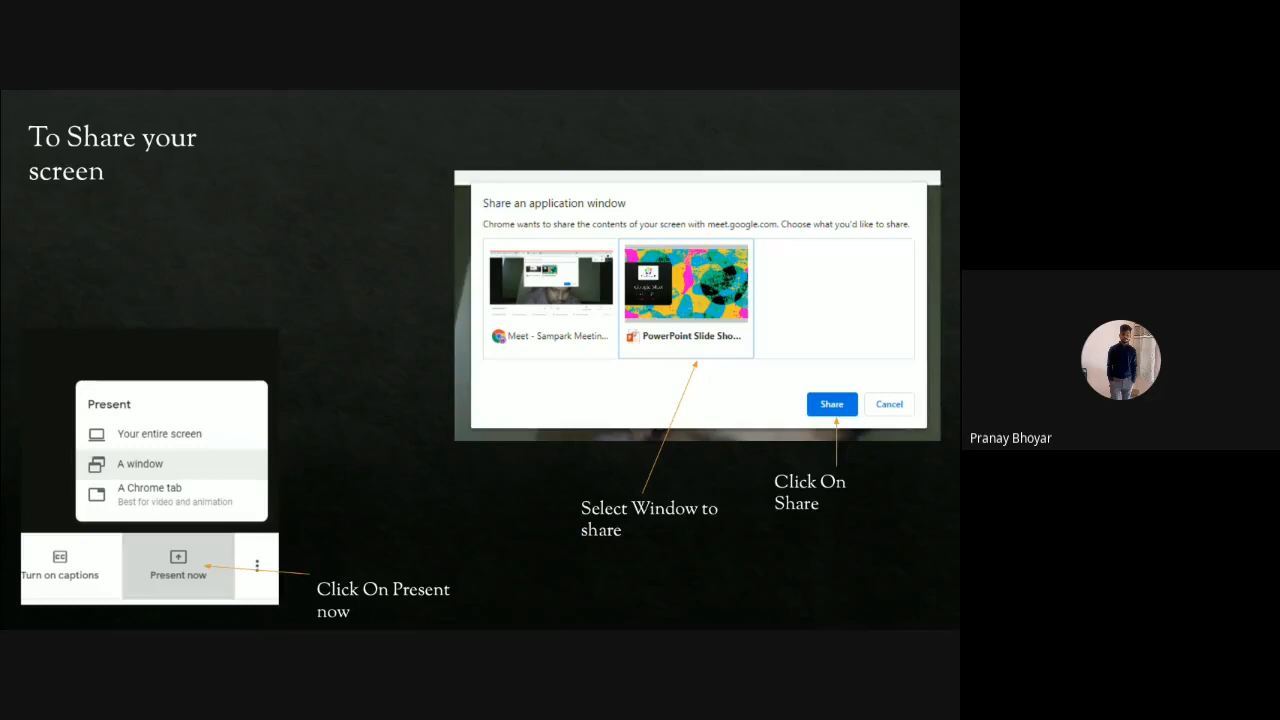 To Share your
screen
Share an application window
Chrome wants to share the contents of your screen with meet.google.com. Choose what you'd like to share.
Meet - Sampark Meetin...
PowerPoint Slide Sho...
Share
Cancel
Present
Your entire screen
A window
A Chrome tab
Best for video and animation
Turn on captions
Present now
Click On Present
now
Select Window to
share
Click On
Share
Pranay Bhoyar